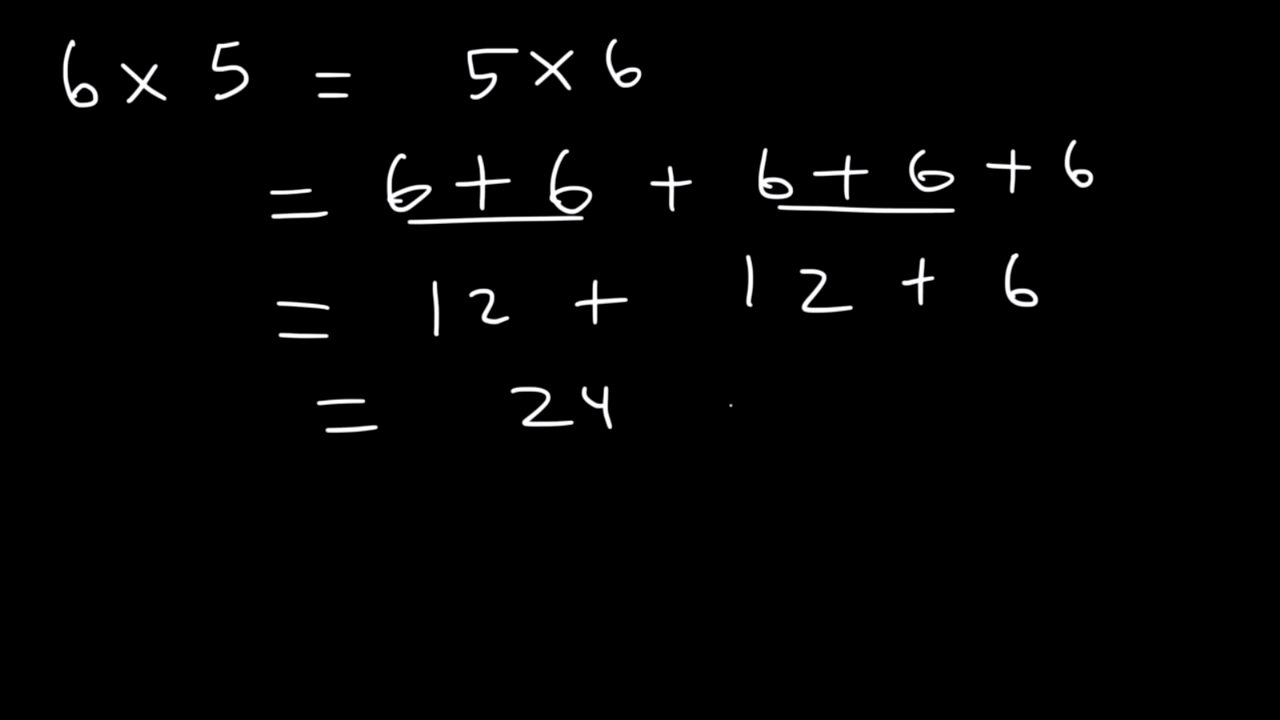 6 × 5 = 5 × 6
= 6 + 6 + 6 + 6 + 6
= 12 + 12 + 6
= 24